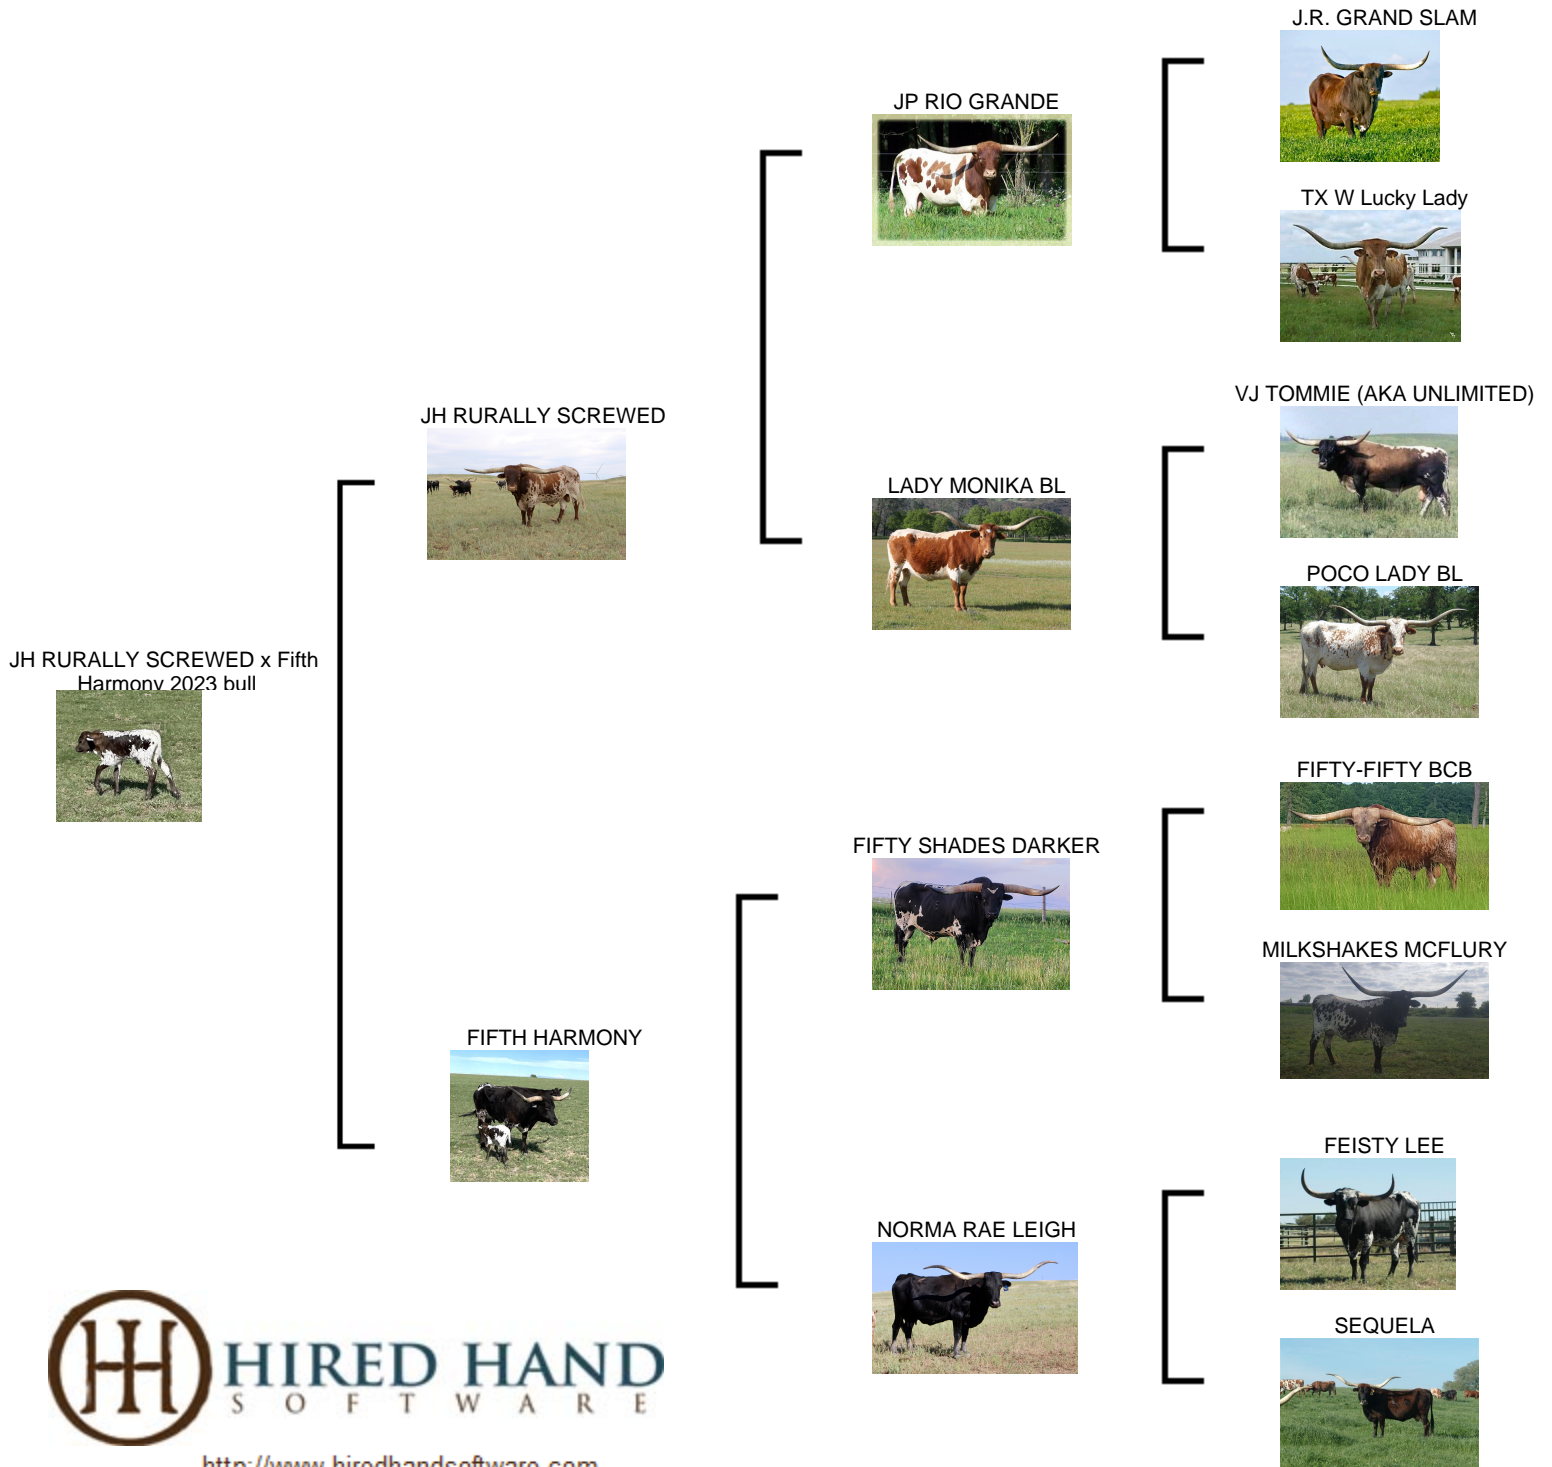 J.R. GRAND SLAM
JP RIO GRANDE
TX W Lucky Lady
VJ TOMMIE (AKA UNLIMITED)
JH RURALLY SCREWED
LADY MONIKA BL
POCO LADY BL
JH RURALLY SCREWED x Fifth
Harmony 2023 bull
FIFTY-FIFTY BCB
FIFTY SHADES DARKER
MILKSHAKES MCFLURY
FIFTH HARMONY
FEISTY LEE
NORMA RAE LEIGH
SEQUELA
HIRED HAND
SOFTWARE
http://www.hiredhandsoftware.com